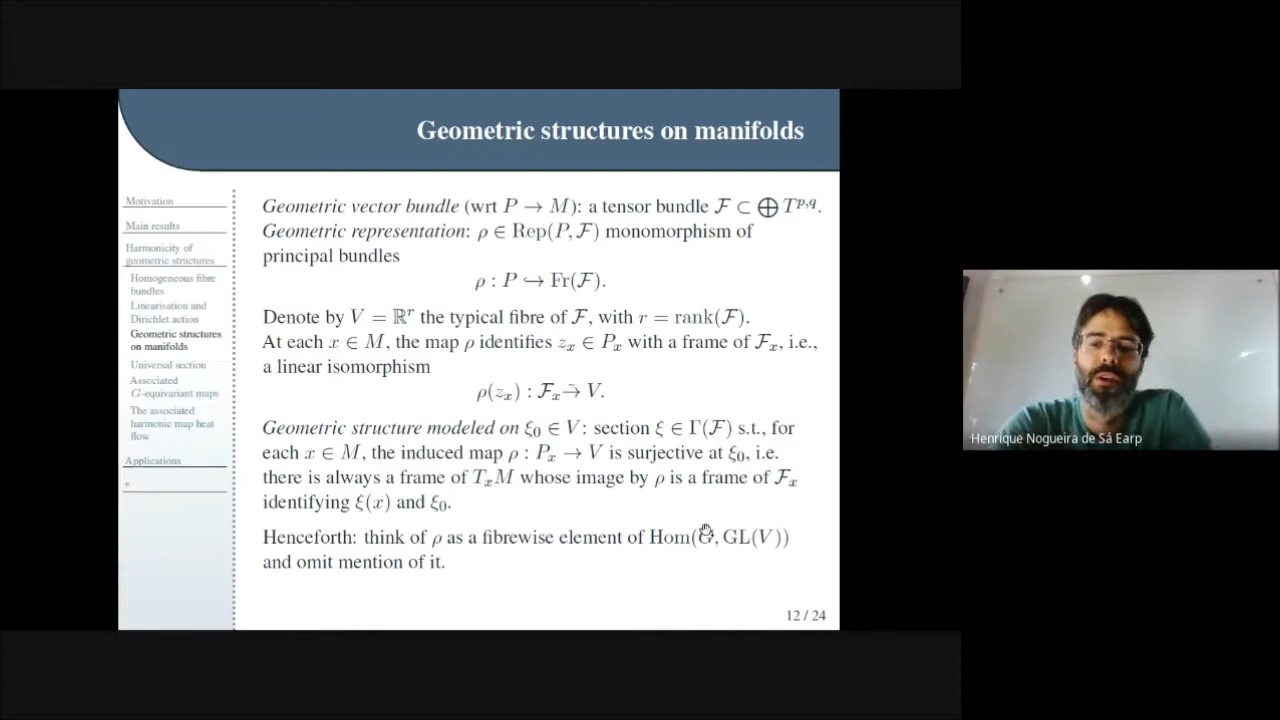 Geometric structures on manifolds
Motivation
Main results
Harmonicity of
geometric structures
Homogeneous fibre
bundles
Linearisation and
Dirichlet action
Geometric structures
on manifolds
Universal section
Associated
G-equivariant maps
The associated
harmonic map heat
flow
Applications
Geometric vector bundle (wrt P → M): a tensor bundle ℱ ⊂ ⊕ T^{p,q}.
Geometric representation: ρ ∈ Rep(P, ℱ) monomorphism of
principal bundles
ρ : P ↪ Fr(ℱ).
Denote by V = ℝ^r the typical fibre of ℱ, with r = rank(ℱ).
At each x ∈ M, the map ρ identifies z_x ∈ P_x with a frame of ℱ_x, i.e.,
a linear isomorphism
ρ(z_x) : ℱ_x →̃ V.
Geometric structure modeled on ξ_0 ∈ V: section ξ ∈ Γ(ℱ) s.t., for
each x ∈ M, the induced map ρ : P_x → V is surjective at ξ_0, i.e.
there is always a frame of T_xM whose image by ρ is a frame of ℱ_x
identifying ξ(x) and ξ_0.
Henceforth: think of ρ as a fibrewise element of Hom(G, GL(V))
and omit mention of it.
12 / 24
Henrique Nogueira de Sá Earp